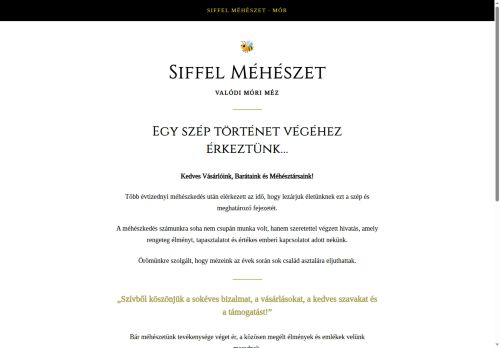 SIFFEL MÉHÉSZET - MÓR
SIFFEL MÉHÉSZET
VALÓDI MÓRI MÉZ
EGY SZÉP TÖRTÉNET VÉGÉHEZ
ÉRKEZTÜNK...
Kedves Vásárlóink, Barátaink és Méhésztársaink!
Több évtizednyi méhészkedés után elérkezett az idő, hogy lezárjuk életünknek ezt a szép és
meghatározó fejezetét.
A méhészkedés számunkra soha nem csupán munka volt, hanem szeretettel végzett hivatás, amely
rengeteg élményt, tapasztalatot és értékes emberi kapcsolatot adott nekünk.
Örömünkre szolgált, hogy mézeink az évek során sok család asztalára eljuthattak.
„Szívből köszönjük a sokéves bizalmat, a vásárlásokat, a kedves szavakat és
a támogatást!”
Bár méhészetünk tevékenysége véget ér, a közösen megélt élmények és emlékek velünk